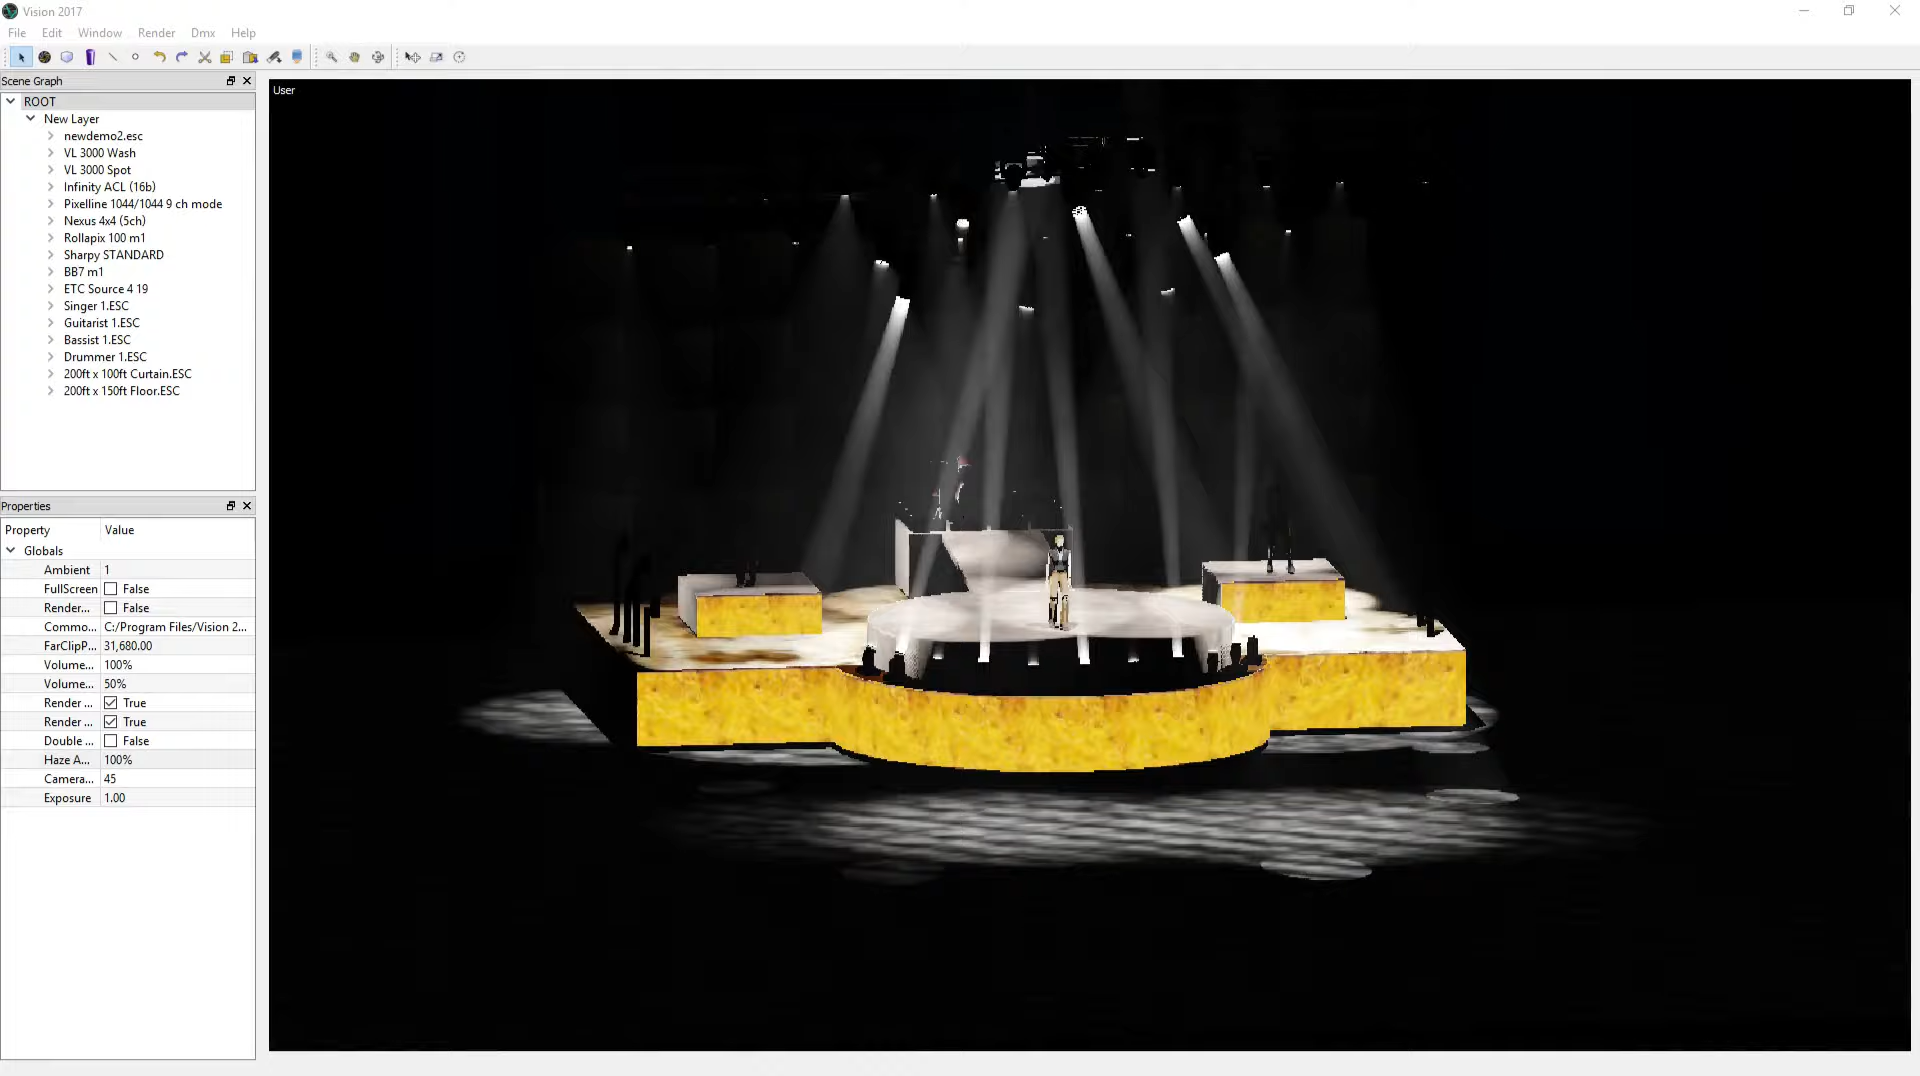 Vision 2017
File Edit Window Render Dmx Help
Scene Graph
ROOT
New Layer
newdemo2.esc
VL 3000 Wash
VL 3000 Spot
Infinity ACL (16b)
Pixelline 1044/1044 9 ch mode
Nexus 4x4 (5ch)
Rollapix 100 m1
Sharpy STANDARD
BB7 m1
ETC Source 4 19
Singer 1.ESC
Guitarist 1.ESC
Bassist 1.ESC
Drummer 1.ESC
200ft x 100ft Curtain.ESC
200ft x 150ft Floor.ESC
Properties
Property Value
Globals
Ambient 1
FullScreen False
Render... False
Commo... C:/Program Files/Vision 2...
FarClipP... 31,680.00
Volume... 100%
Volume... 50%
Render ... True
Render ... True
Double ... False
Haze A... 100%
Camera... 45
Exposure 1.00
User